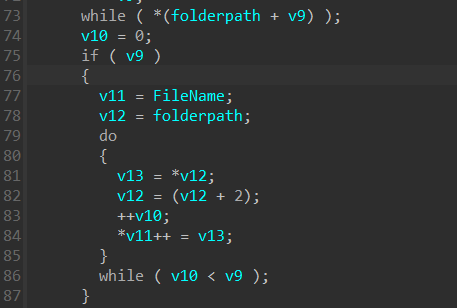 73 while ( *(folderpath + v9) );
74 v10 = 0;
75 if ( v9 )
76 {
77 v11 = FileName;
78 v12 = folderpath;
79 do
80 {
81 v13 = *v12;
82 v12 = (v12 + 2);
83 ++v10;
84 *v11++ = v13;
85 }
86 while ( v10 < v9 );
87 }